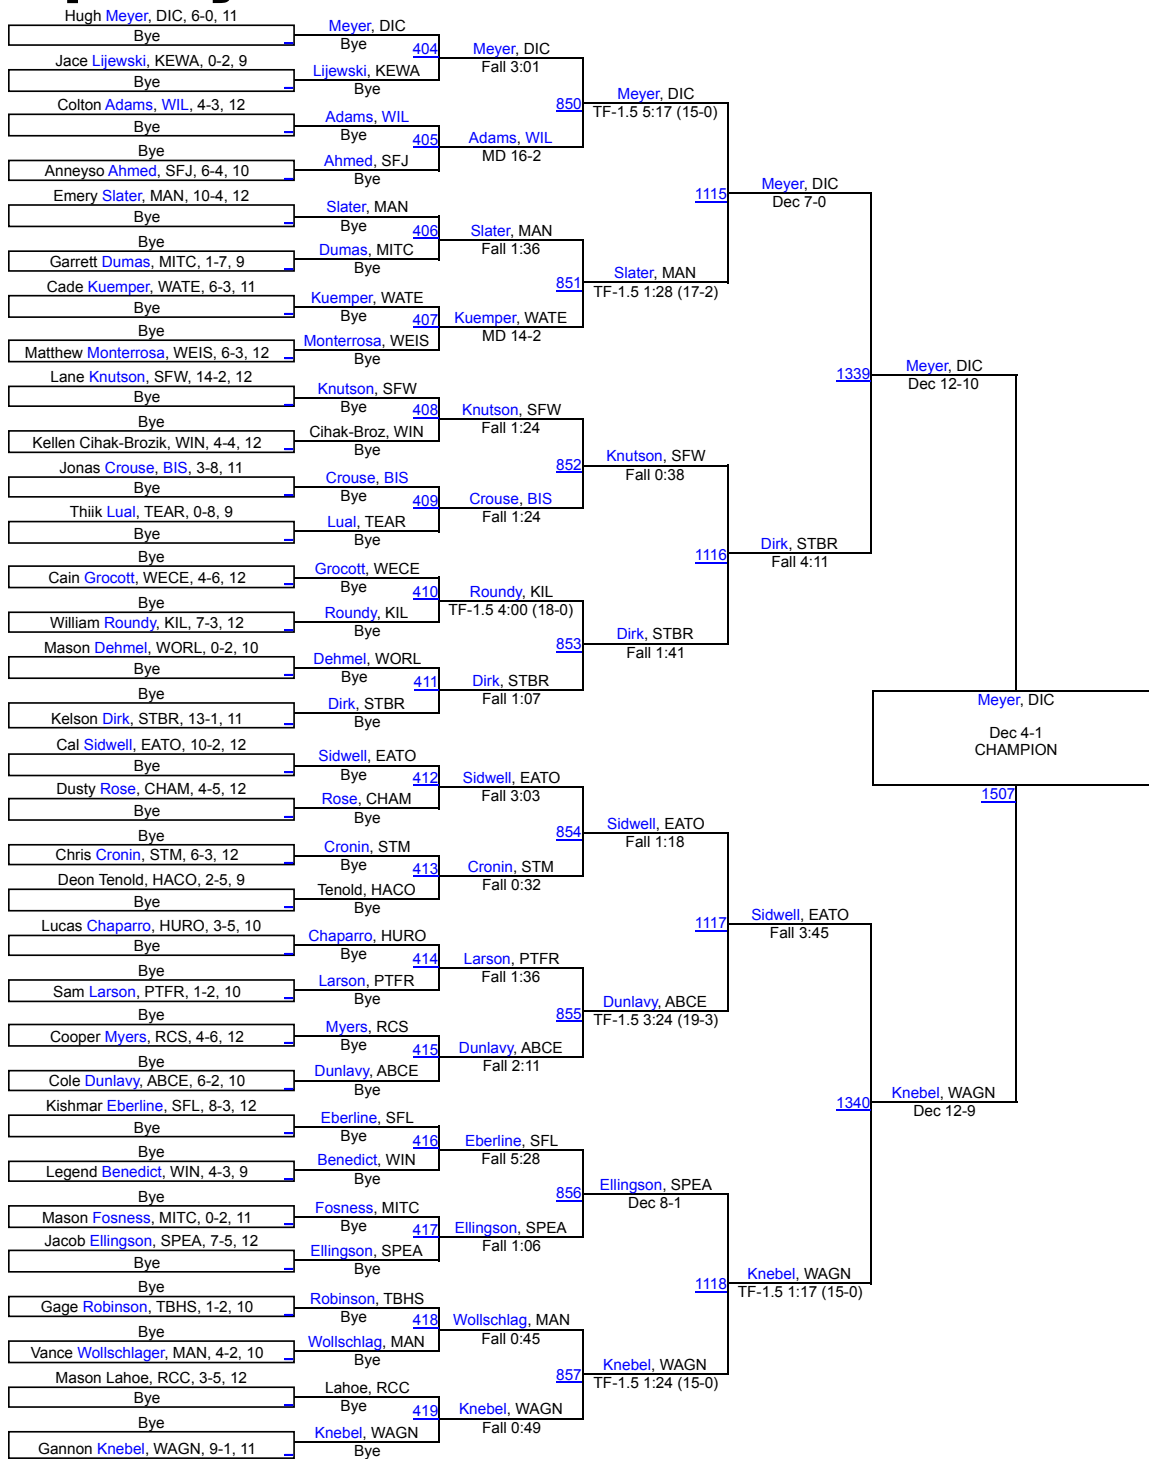 Hugh Meyer, DIC, 6-0, 11
Bye
Jace Lijewski, KEWA, 0-2, 9
Bye
Colton Adams, WIL, 4-3, 12
Bye
Bye
Anneyso Ahmed, SFJ, 6-4, 10
Emery Slater, MAN, 10-4, 12
Bye
Bye
Garrett Dumas, MITC, 1-7, 9
Cade Kuemper, WATE, 6-3, 11
Bye
Bye
Matthew Monterrosa, WEIS, 6-3, 12
Lane Knutson, SFW, 14-2, 12
Bye
Bye
Kellen Cihak-Brozik, WIN, 4-4, 12
Jonas Crouse, BIS, 3-8, 11
Bye
Thiik Lual, TEAR, 0-8, 9
Bye
Bye
Cain Grocott, WECE, 4-6, 12
Bye
William Roundy, KIL, 7-3, 12
Mason Dehmel, WORL, 0-2, 10
Bye
Bye
Kelson Dirk, STBR, 13-1, 11
Cal Sidwell, EATO, 10-2, 12
Bye
Dusty Rose, CHAM, 4-5, 12
Bye
Bye
Chris Cronin, STM, 6-3, 12
Deon Tenold, HACO, 2-5, 9
Bye
Lucas Chaparro, HURO, 3-5, 10
Bye
Bye
Sam Larson, PTFR, 1-2, 10
Bye
Cooper Myers, RCS, 4-6, 12
Bye
Cole Dunlavy, ABCE, 6-2, 10
Kishmar Eberline, SFL, 8-3, 12
Bye
Bye
Legend Benedict, WIN, 4-3, 9
Bye
Mason Fosness, MITC, 0-2, 11
Jacob Ellingson, SPEA, 7-5, 12
Bye
Bye
Gage Robinson, TBHS, 1-2, 10
Bye
Vance Wollschlager, MAN, 4-2, 10
Mason Lahoe, RCC, 3-5, 12
Bye
Bye
Gannon Knebel, WAGN, 9-1, 11
Meyer, DIC
Bye
404
Lijewski, KEWA
Bye
Adams, WIL
Bye
405
Ahmed, SFJ
Bye
Slater, MAN
Bye
406
Dumas, MITC
Bye
Kuemper, WATE
Bye
407
Monterrosa, WEIS
Bye
Knutson, SFW
Bye
408
Cihak-Broz, WIN
Bye
Crouse, BIS
Bye
409
Lual, TEAR
Bye
Grocott, WECE
Bye
410
Roundy, KIL
Bye
Dehmel, WORL
Bye
411
Dirk, STBR
Bye
Sidwell, EATO
Bye
412
Rose, CHAM
Bye
Cronin, STM
Bye
413
Tenold, HACO
Bye
Chaparro, HURO
Bye
414
Larson, PTFR
Bye
Myers, RCS
Bye
415
Dunlavy, ABCE
Bye
Eberline, SFL
Bye
416
Benedict, WIN
Bye
Fosness, MITC
Bye
417
Ellingson, SPEA
Bye
Robinson, TBHS
Bye
418
Wollschlag, MAN
Bye
Lahoe, RCC
Bye
419
Knebel, WAGN
Bye
Meyer, DIC
Fall 3:01
850
Adams, WIL
MD 16-2
Slater, MAN
Fall 1:36
851
Kuemper, WATE
MD 14-2
Knutson, SFW
Fall 1:24
852
Crouse, BIS
Fall 1:24
Roundy, KIL
TF-1.5 4:00 (18-0)
853
Dirk, STBR
Fall 1:07
Sidwell, EATO
Fall 3:03
854
Cronin, STM
Fall 0:32
Larson, PTFR
Fall 1:36
855
Dunlavy, ABCE
Fall 2:11
Eberline, SFL
Fall 5:28
856
Ellingson, SPEA
Fall 1:06
Wollschlag, MAN
Fall 0:45
857
Knebel, WAGN
Fall 0:49
Meyer, DIC
TF-1.5 5:17 (15-0)
1115
Slater, MAN
TF-1.5 1:28 (17-2)
Knutson, SFW
Fall 0:38
1116
Dirk, STBR
Fall 1:41
Sidwell, EATO
Fall 1:18
1117
Dunlavy, ABCE
TF-1.5 3:24 (19-3)
Ellingson, SPEA
Dec 8-1
1118
Knebel, WAGN
TF-1.5 1:24 (15-0)
Meyer, DIC
Dec 7-0
1339
Dirk, STBR
Fall 4:11
Sidwell, EATO
Fall 3:45
1340
Knebel, WAGN
TF-1.5 1:17 (15-0)
Meyer, DIC
Dec 12-10
Knebel, WAGN
Dec 12-9
Meyer, DIC
Dec 4-1
CHAMPION
1507